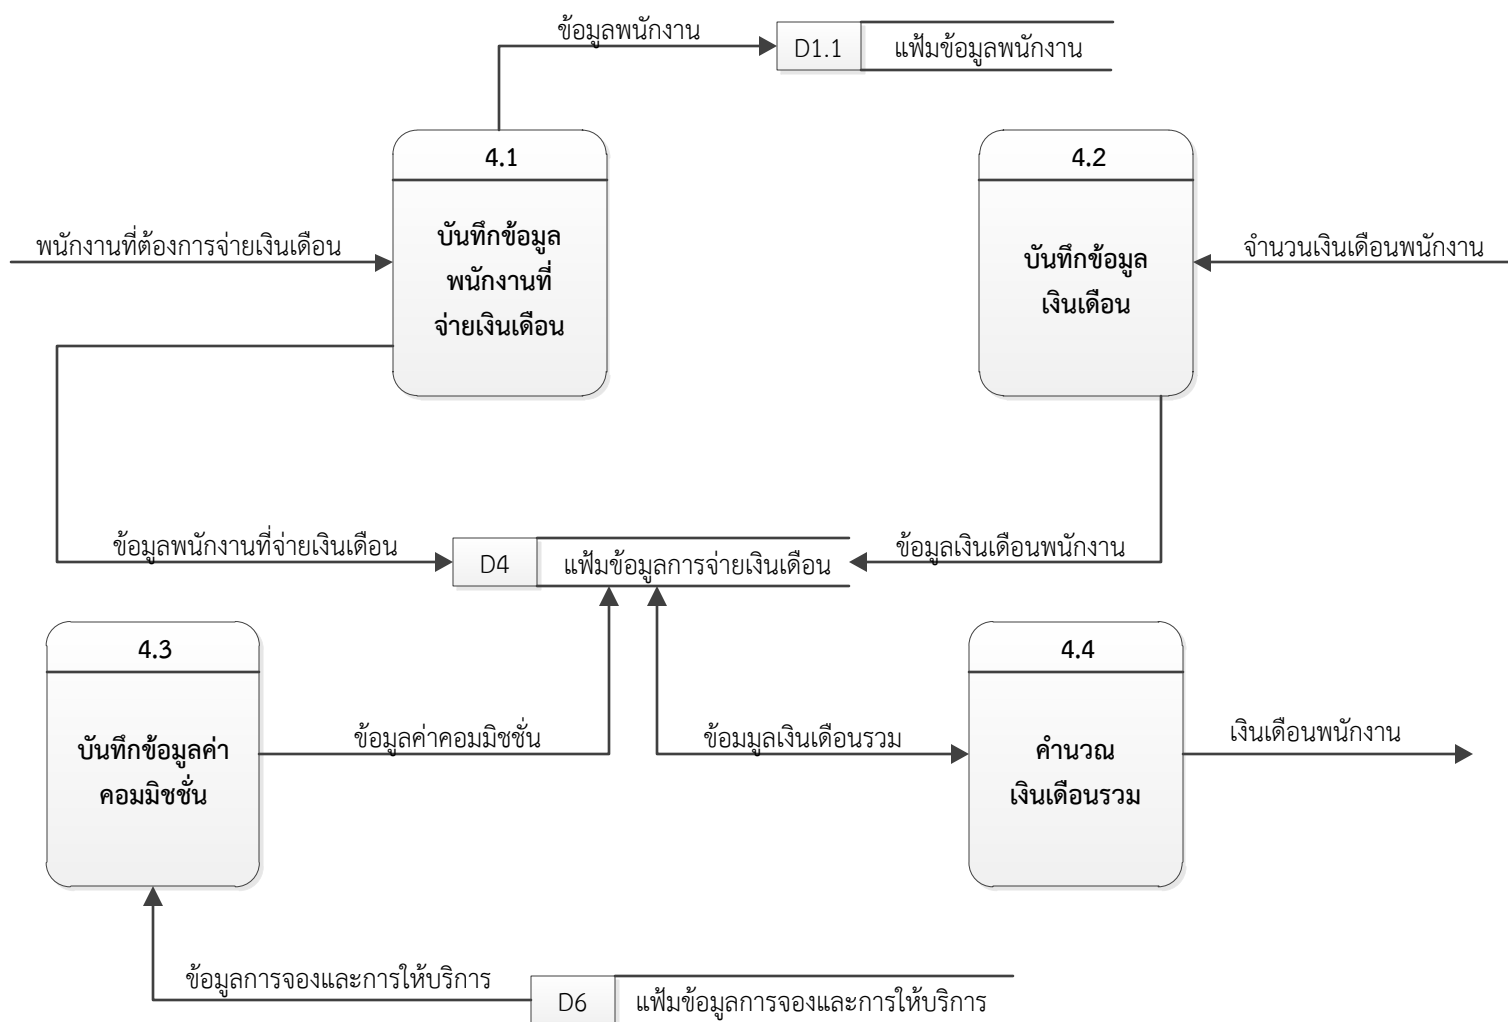 ข้อมูลพนักงาน
D1.1
แฟ้มข้อมูลพนักงาน
4.1
บันทึกข้อมูล
พนักงานที่
จ่ายเงินเดือน
4.2
บันทึกข้อมูล
เงินเดือน
พนักงานที่ต้องการจ่ายเงินเดือน
จำนวนเงินเดือนพนักงาน
ข้อมูลพนักงานที่จ่ายเงินเดือน
D4
แฟ้มข้อมูลการจ่ายเงินเดือน
ข้อมูลเงินเดือนพนักงาน
4.3
บันทึกข้อมูลค่า
คอมมิชชั่น
ข้อมูลค่าคอมมิชชั่น
ข้อมมูลเงินเดือนรวม
4.4
คำนวณ
เงินเดือนรวม
เงินเดือนพนักงาน
ข้อมูลการจองและการให้บริการ
D6
แฟ้มข้อมูลการจองและการให้บริการ